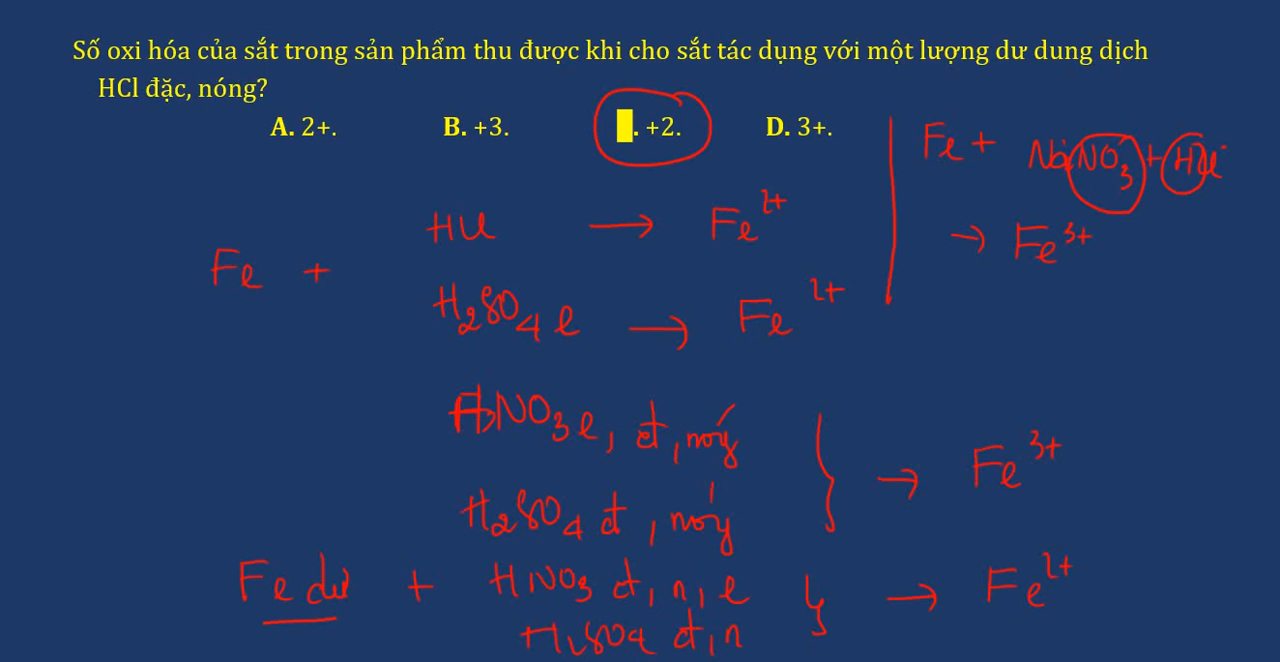 Số oxi hóa của sắt trong sản phẩm thu được khi cho sắt tác dụng với một lượng dư dung dịch
HCl đặc, nóng?
A. 2+. B. +3. . +2. D. 3+.
Fe + NaNO3 + HCl
→ Fe3+
HCl → Fe2+
Fe +
H2SO4 l → Fe2+
HNO3 l, đ, nóng
→ Fe3+
H2SO4 đ, nóng
Fe dư + HNO3 đ, n, l } → Fe2+
H2SO4 đ, n